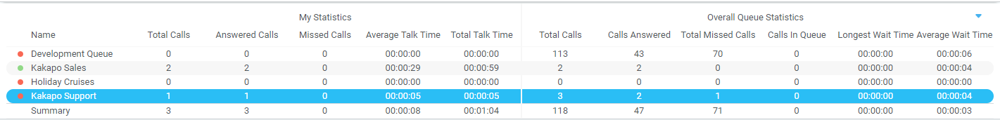 My Statistics Overall Queue Statistics
Name Total Calls Answered Calls Missed Calls Average Talk Time Total Talk Time Total Calls Calls Answered Total Missed Calls Calls In Queue Longest Wait Time Average Wait Time
Development Queue 0 0 0 00:00:00 00:00:00 113 43 70 0 00:00:00 00:00:06
Kakapo Sales 2 2 0 00:00:29 00:00:59 2 2 0 0 00:00:00 00:00:04
Holiday Cruises 0 0 0 00:00:00 00:00:00 0 0 0 0 00:00:00 00:00:00
Kakapo Support 1 1 0 00:00:05 00:00:05 3 2 1 0 00:00:00 00:00:04
Summary 3 3 0 00:00:08 00:01:04 118 47 71 0 00:00:00 00:00:03